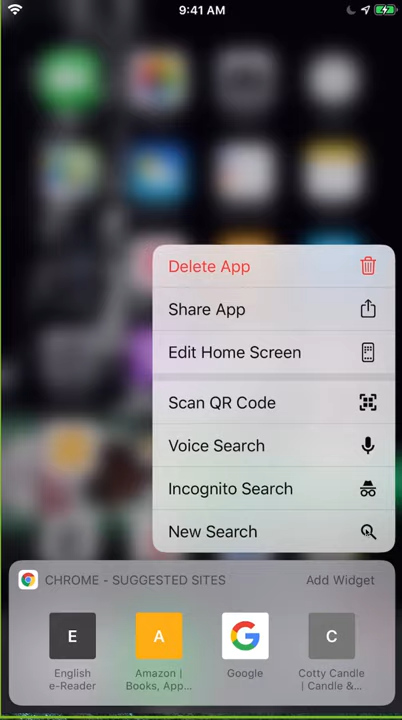 9:41 AM
Delete App
Share App
Edit Home Screen
Scan QR Code
Voice Search
Incognito Search
New Search
CHROME - SUGGESTED SITES Add Widget
E A C
English
e-Reader
Amazon |
Books, App...
Google
Cotty Candle
| Candle &...